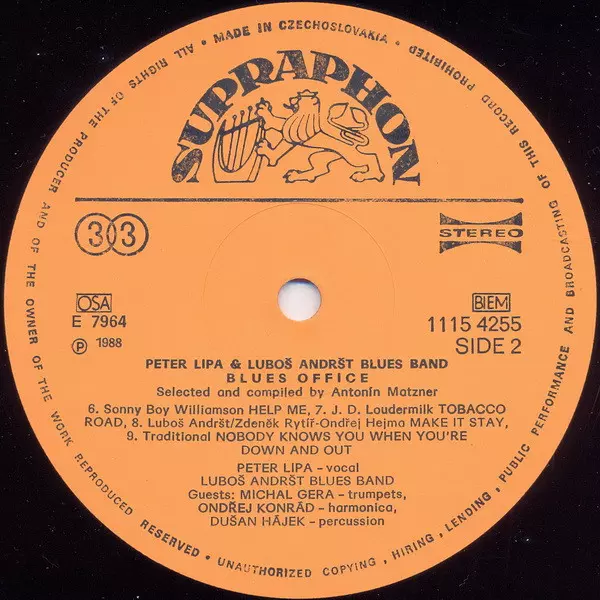 ALL RIGHTS OF THE PRODUCER AND OF THE OWNER OF THE WORK REPRODUCED RESERVED • UNAUTHORIZED COPYING, HIRING, LENDING, PUBLIC PERFORMANCE AND BROADCASTING OF THIS RECORD PROHIBITED • MADE IN CZECHOSLOVAKIA •
SUPRAPHON
33
STEREO
OSA
E 7964
Ⓟ 1988
BIEM
1115 4255
SIDE 2
PETER LIPA & LUBOŠ ANDRŠT BLUES BAND
BLUES OFFICE
Selected and compiled by Antonín Matzner
6. Sonny Boy Williamson HELP ME, 7. J. D. Loudermilk TOBACCO
ROAD, 8. Luboš Andršt/Zdeněk Rytíř-Ondřej Hejma MAKE IT STAY,
9. Traditional NOBODY KNOWS YOU WHEN YOU'RE
DOWN AND OUT
PETER LIPA – vocal
LUBOŠ ANDRŠT BLUES BAND
Guests: MICHAL GERA – trumpets,
ONDŘEJ KONRÁD – harmonica,
DUŠAN HÁJEK – percussion